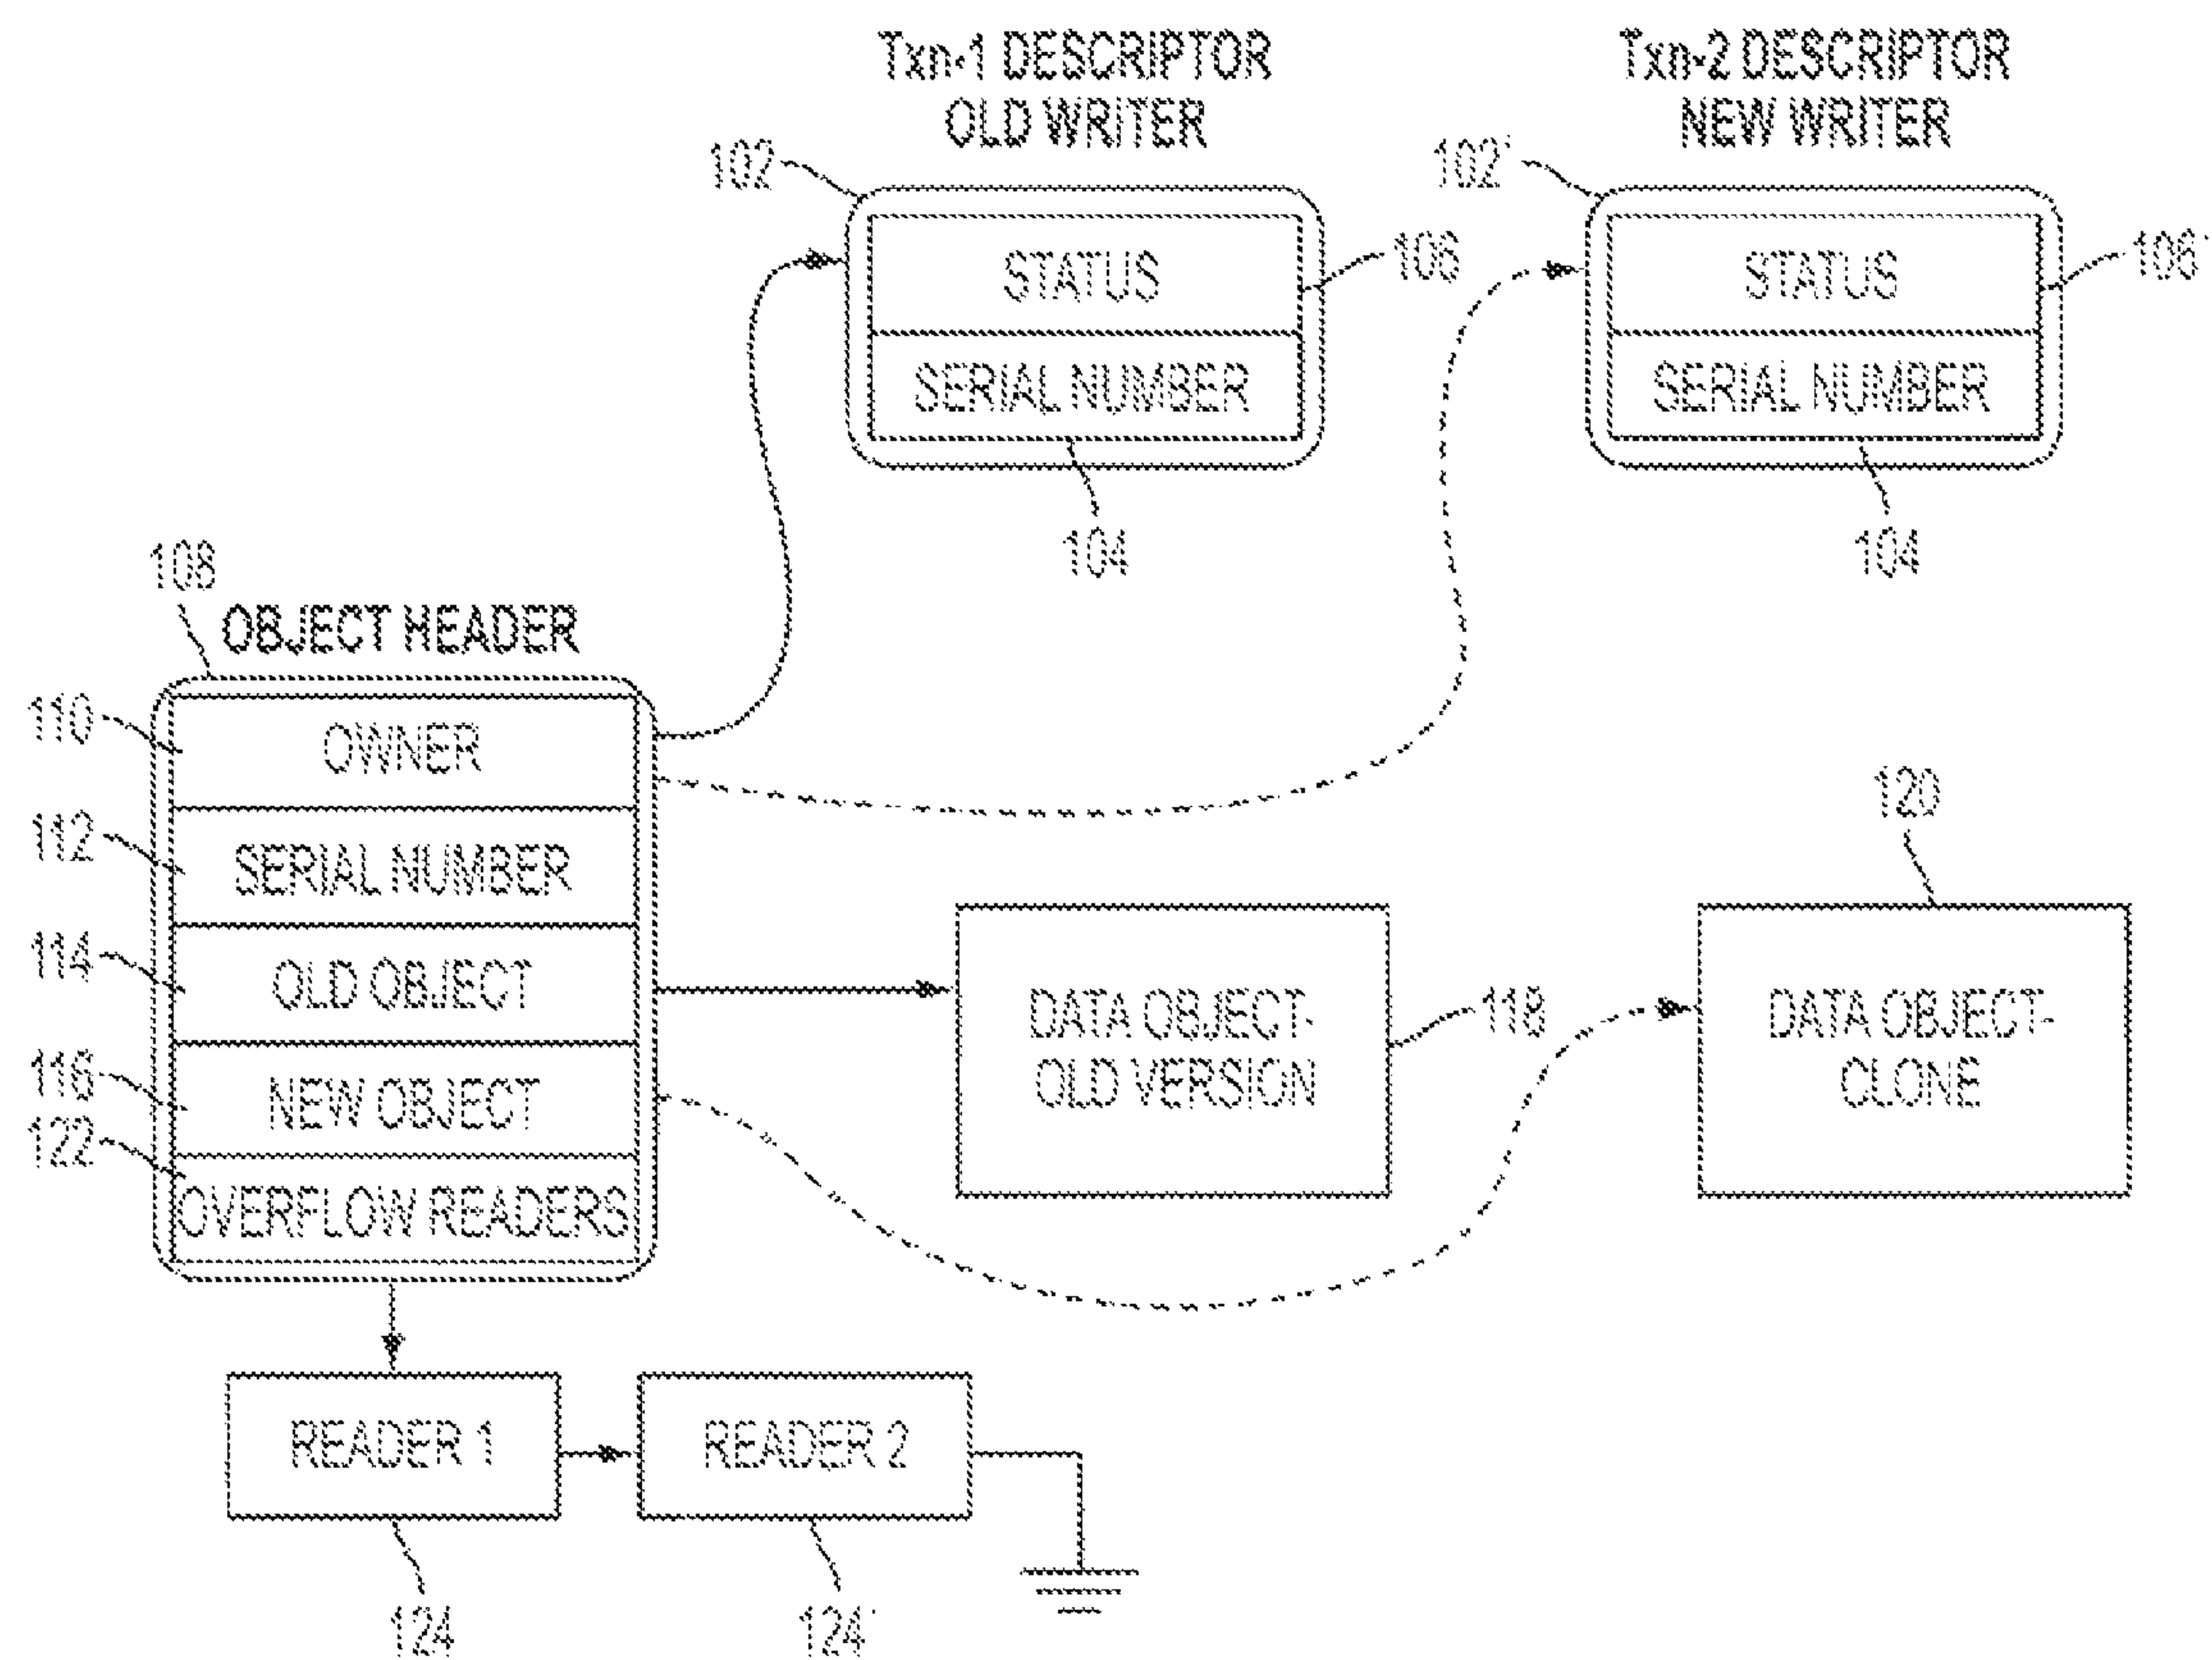 Txn-1 DESCRIPTOR
OLD WRITER
Txn-2 DESCRIPTOR
NEW WRITER
102
102'
STATUS
106
STATUS
106'
SERIAL NUMBER
SERIAL NUMBER
104
104
108
OBJECT HEADER
110
OWNER
112
SERIAL NUMBER
114
OLD OBJECT
116
NEW OBJECT
122
OVERFLOW READERS
120
DATA OBJECT-
OLD VERSION
118
DATA OBJECT-
CLONE
READER 1
READER 2
124
124'